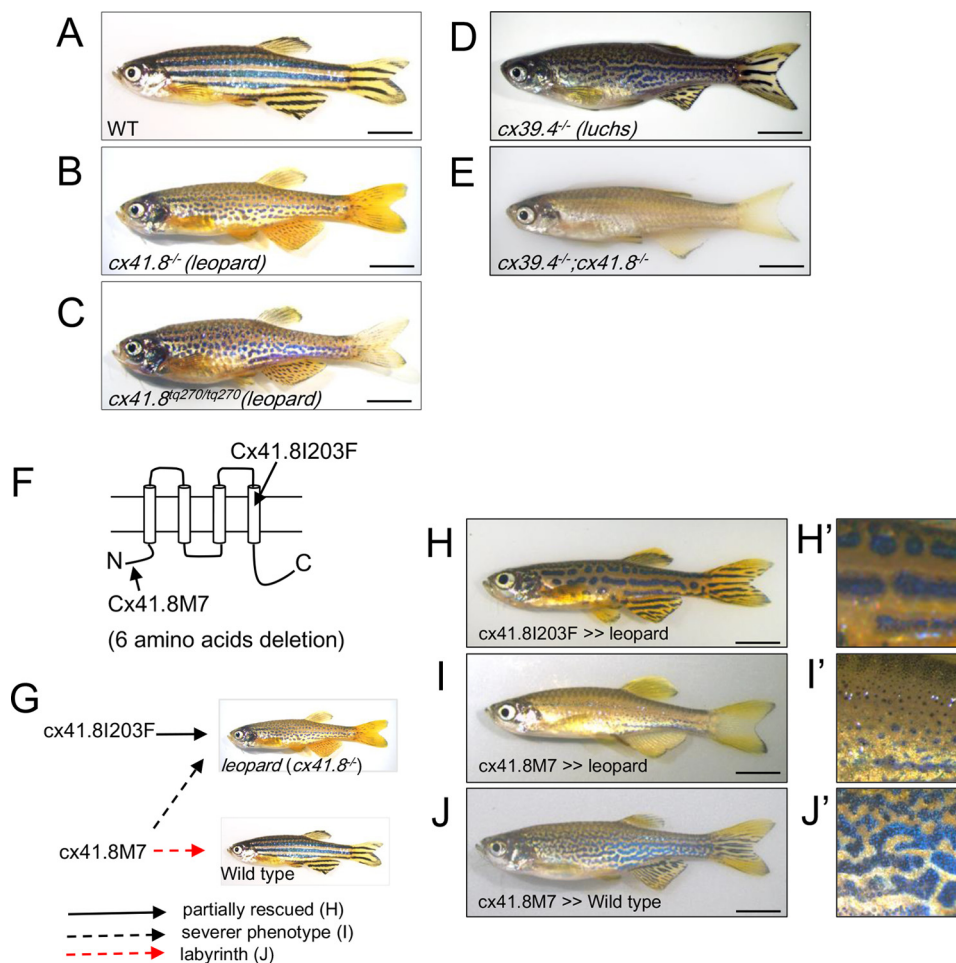 A
WT
B
cx41.8-/- (leopard)
C
cx41.8tq270/tq270 (leopard)
D
cx39.4-/- (luchs)
E
cx39.4-/-;cx41.8-/-
F
Cx41.8I203F
N
C
Cx41.8M7
(6 amino acids deletion)
G
cx41.8I203F
leopard (cx41.8-/-)
cx41.8M7
Wild type
partially rescued (H)
severer phenotype (I)
labyrinth (J)
H
cx41.8I203F >> leopard
H'
I
cx41.8M7 >> leopard
I'
J
cx41.8M7 >> Wild type
J'